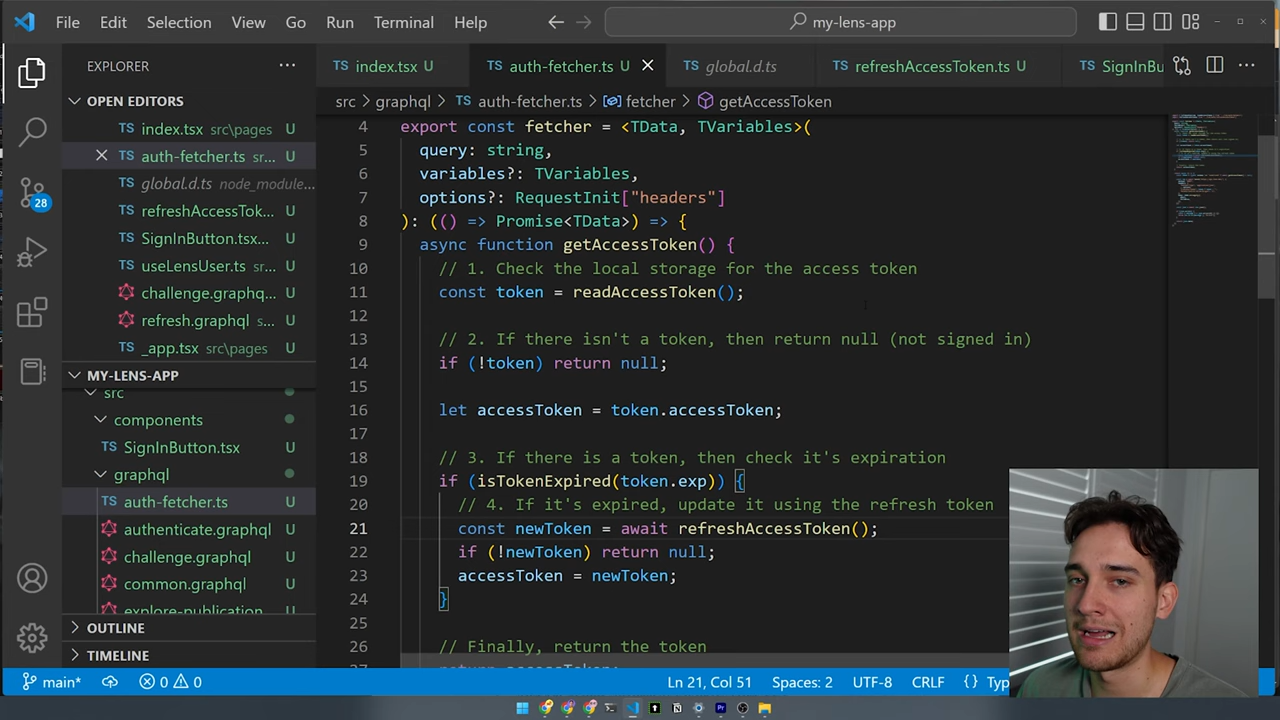 File Edit Selection View Go Run Terminal Help my-lens-app
EXPLORER
TS index.tsx U TS auth-fetcher.ts U TS global.d.ts TS refreshAccessToken.ts U TS SignInBu
OPEN EDITORS
src > graphql > TS auth-fetcher.ts > fetcher > getAccessToken
TS index.tsx src\pages U
TS auth-fetcher.ts sr... U
TS global.d.ts node_module...
TS refreshAccessTok... U
TS SignInButton.tsx... U
TS useLensUser.ts sr... U
challenge.graphq... U
refresh.graphql s... U
TS _app.tsx src\pages U
MY-LENS-APP
src
components
TS SignInButton.tsx U
graphql
TS auth-fetcher.ts U
authenticate.graphql U
challenge.graphql U
common.graphql U
explore-publication U
OUTLINE
TIMELINE
28
4 export const fetcher = <TData, TVariables>(
5 query: string,
6 variables?: TVariables,
7 options?: RequestInit["headers"]
8 ): (() => Promise<TData>) => {
9 async function getAccessToken() {
10 // 1. Check the local storage for the access token
11 const token = readAccessToken();
12
13 // 2. If there isn't a token, then return null (not signed in)
14 if (!token) return null;
15
16 let accessToken = token.accessToken;
17
18 // 3. If there is a token, then check it's expiration
19 if (isTokenExpired(token.exp)) {
20 // 4. If it's expired, update it using the refresh token
21 const newToken = await refreshAccessToken();
22 if (!newToken) return null;
23 accessToken = newToken;
24 }
25
26 // Finally, return the token
27 return accessToken;
main* 0 0 Ln 21, Col 51 Spaces: 2 UTF-8 CRLF {} Typ